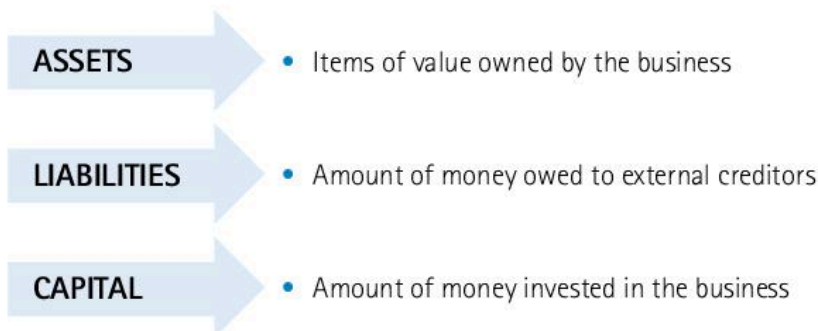 ASSETS • Items of value owned by the business
LIABILITIES • Amount of money owed to external creditors
CAPITAL • Amount of money invested in the business